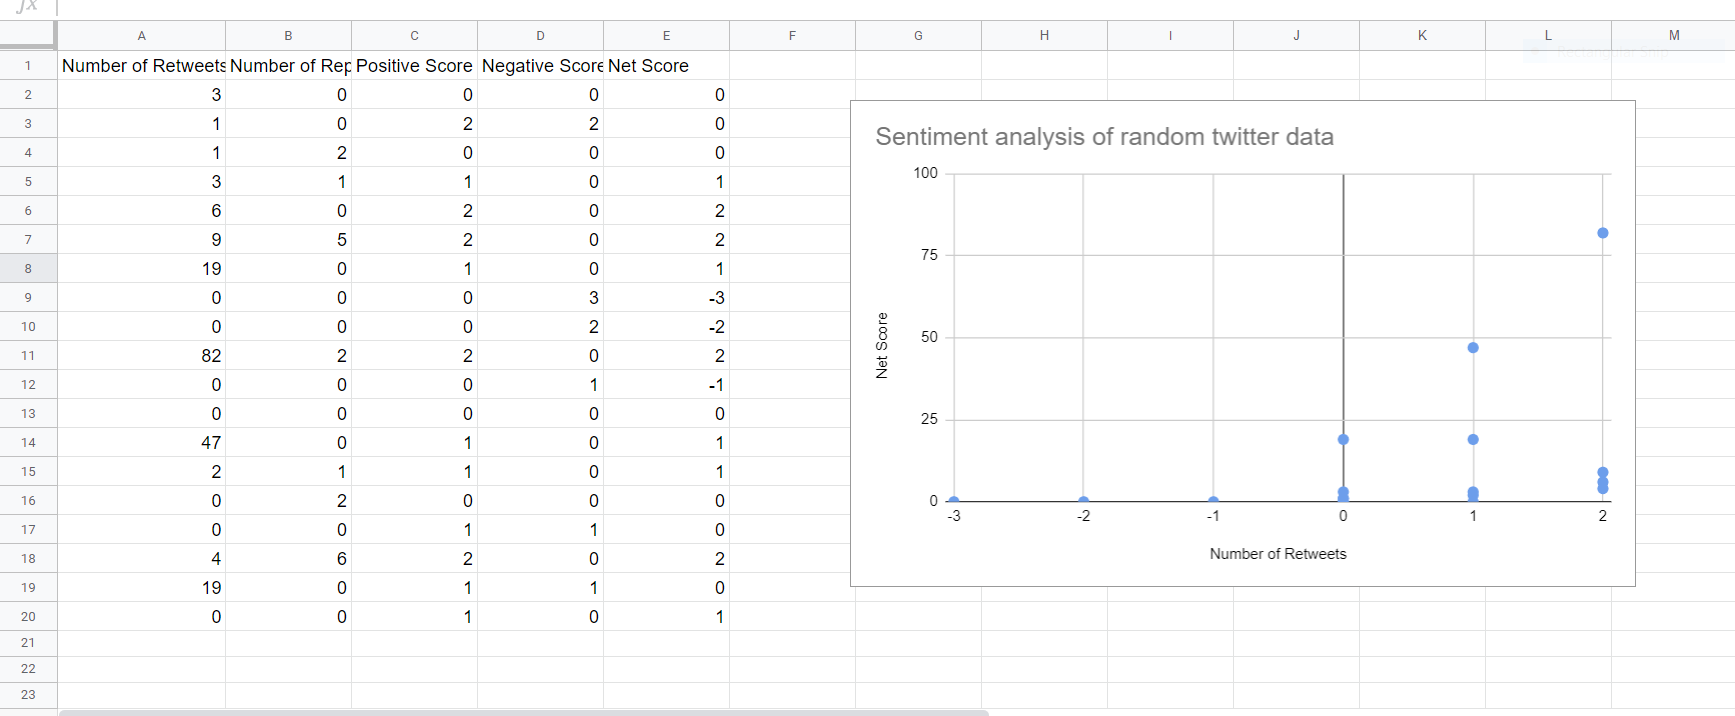 fx
A B C D E F G H I J K L M
1 Number of Retweets Number of Rep Positive Score Negative Score Net Score
2 3 0 0 0 0
3 1 0 2 2 0
4 1 2 0 0 0
5 3 1 1 0 1
6 6 0 2 0 2
7 9 5 2 0 2
8 19 0 1 0 1
9 0 0 0 3 -3
10 0 0 0 2 -2
11 82 2 2 0 2
12 0 0 0 1 -1
13 0 0 0 0 0
14 47 0 1 0 1
15 2 1 1 0 1
16 0 2 0 0 0
17 0 0 1 1 0
18 4 6 2 0 2
19 19 0 1 1 0
20 0 0 1 0 1
21
22
23
Sentiment analysis of random twitter data
100
75
50
25
0
Net Score
-3 -2 -1 0 1 2
Number of Retweets